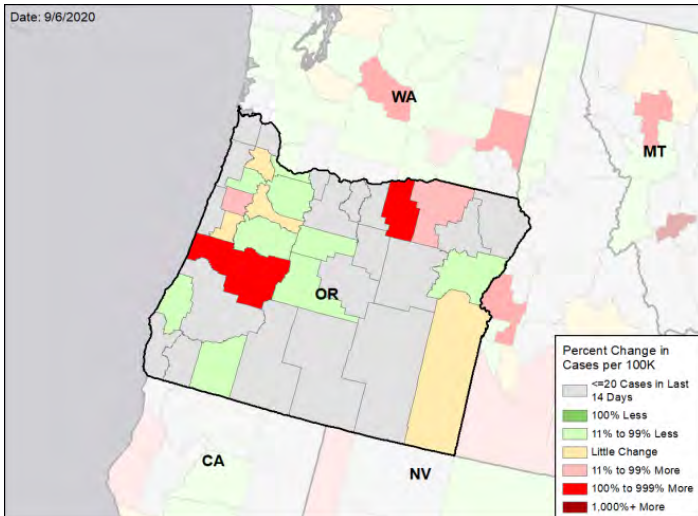 Date: 9/6/2020
WA
MT
OR
CA
NV
Percent Change in
Cases per 100K
<=20 Cases in Last
14 Days
100% Less
11% to 99% Less
Little Change
11% to 99% More
100% to 999% More
1,000%+ More